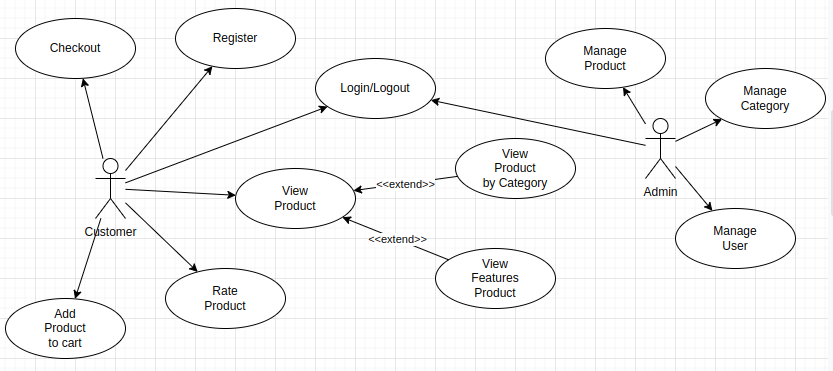 Checkout
Register
Login/Logout
Manage
Product
Manage
Category
View
Product
by Category
<<extend>>
View
Product
Admin
Customer
<<extend>>
Manage
User
View
Features
Product
Rate
Product
Add
Product
to cart